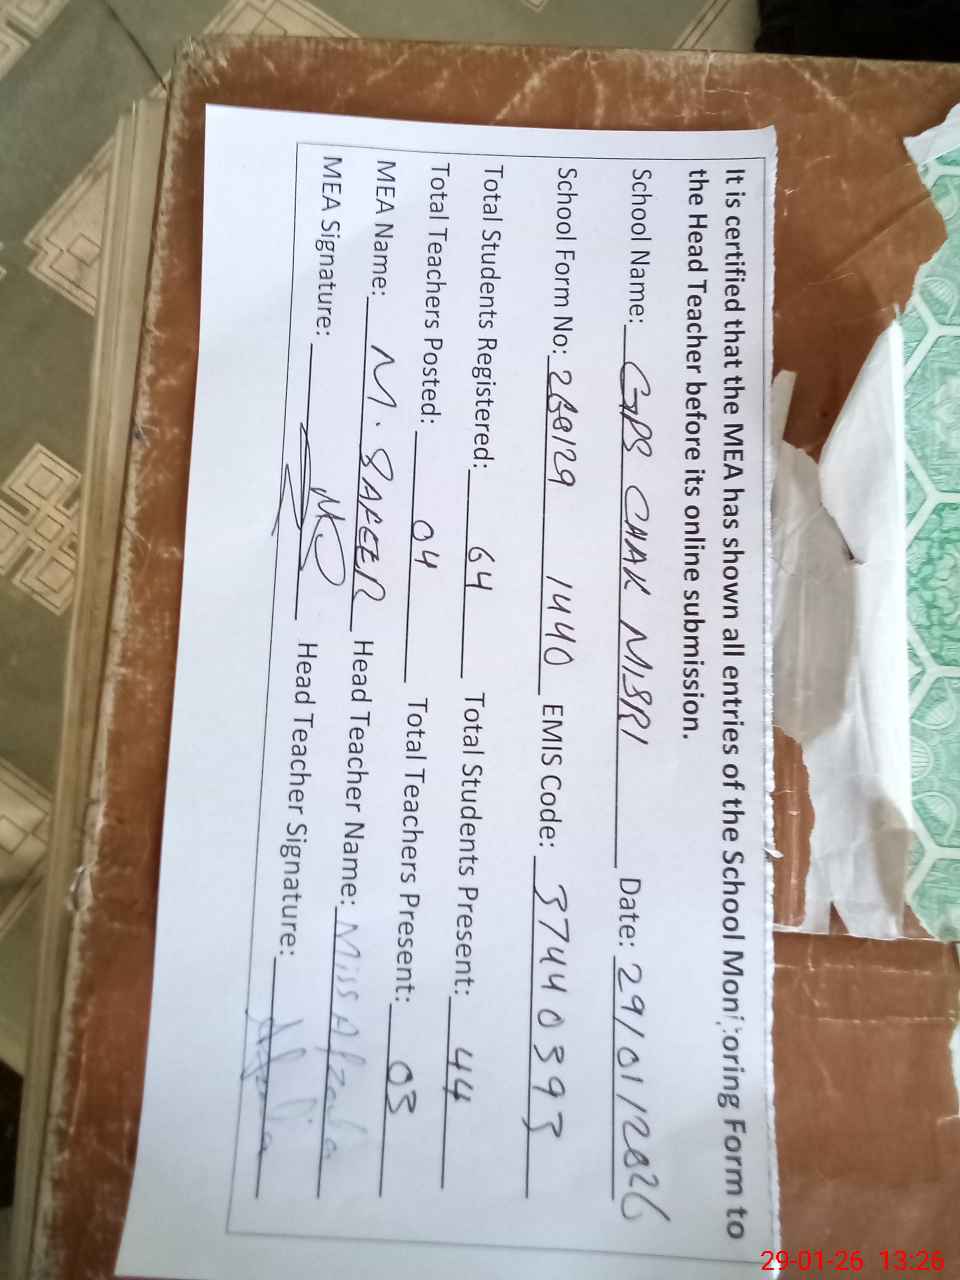 It is certified that the MEA has shown all entries of the School Monitoring Form to
the Head Teacher before its online submission.
School Name: GPS CHAK MISRI Date: 29/01/2026
School Form No: 1440 EMIS Code: 37440393
Total Students Registered: 64 Total Students Present: 44
Total Teachers Posted: 04 Total Teachers Present: 03
MEA Name: M. SAFEER Head Teacher Name: Miss
MEA Signature: Head Teacher Signature:
29-01-26 13:26